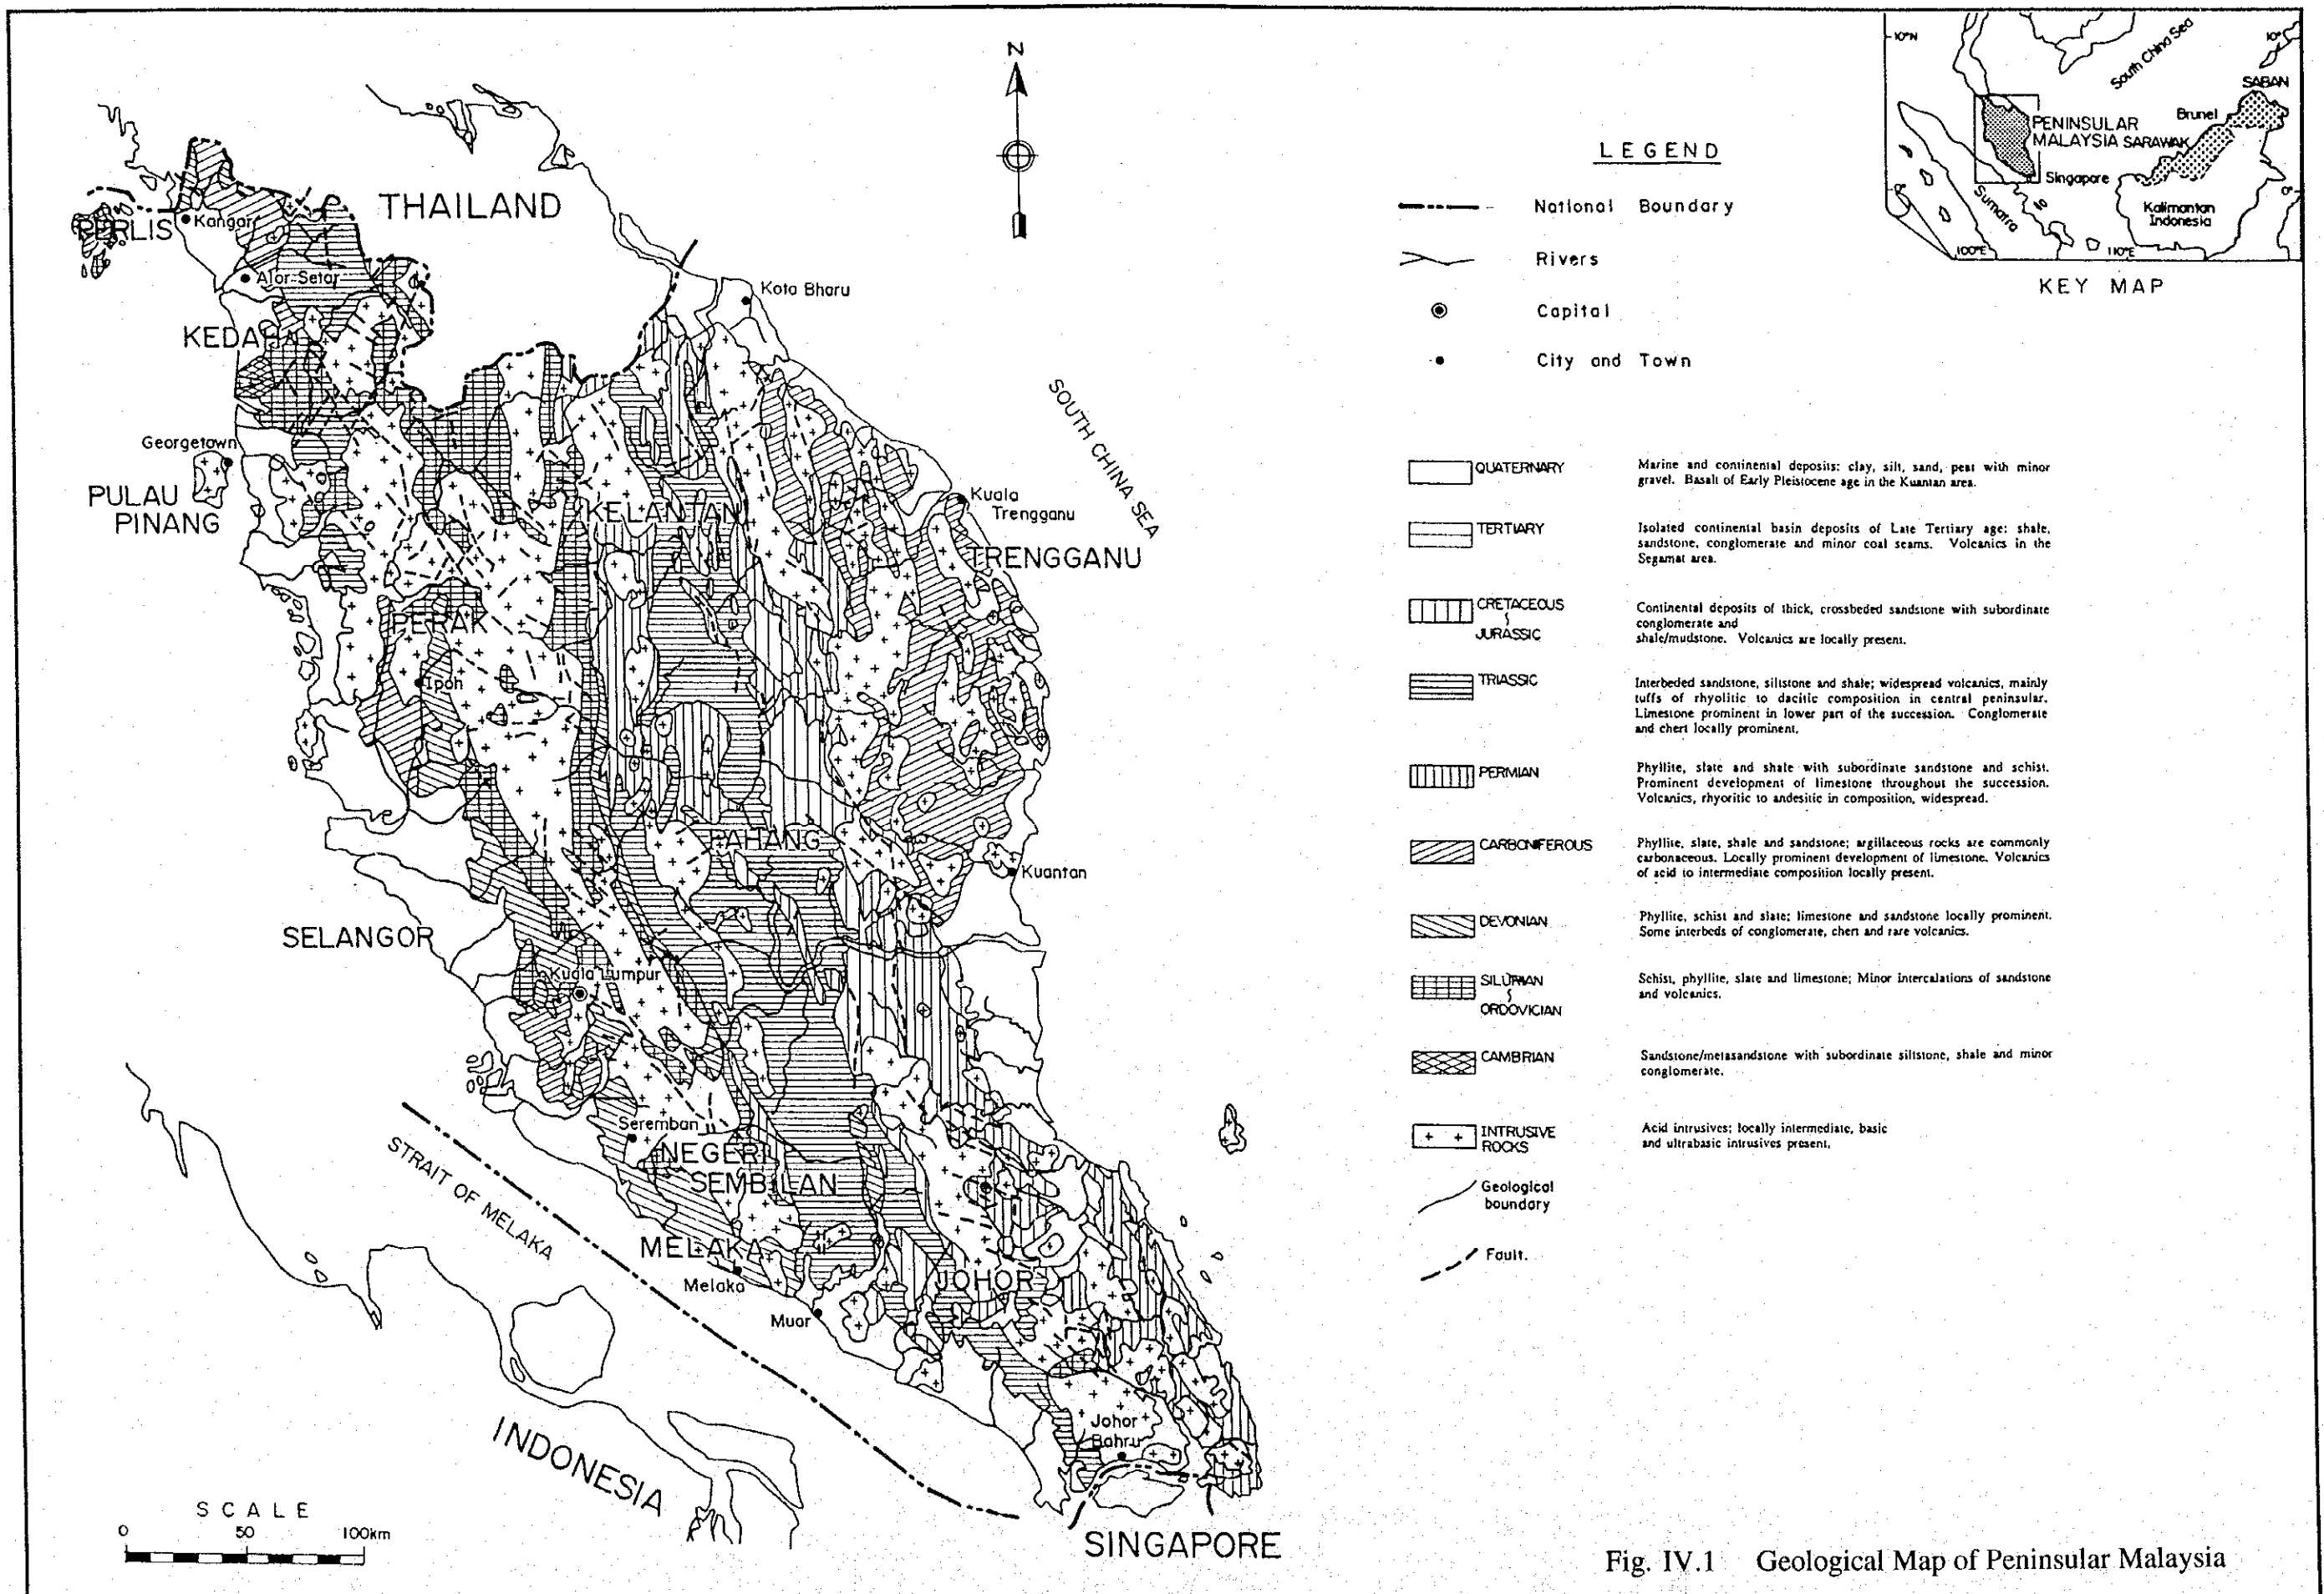 N
THAILAND
PERLIS
Kangar
Alor-Setar
Kota Bharu
KEDAH
Georgetown
PULAU
PINANG
KELANTAN
Kuala
Trengganu
TRENGGANU
SOUTH CHINA SEA
PERAK
Ipoh
PAHANG
Kuantan
SELANGOR
Kuala Lumpur
Seremban
NEGERI
SEMBILAN
STRAIT OF MELAKA
MELAKA
Melaka
Muar
JOHOR
Johor
Bahru
INDONESIA
SINGAPORE
SCALE
0 50 100km
LEGEND
National Boundary
Rivers
Capital
City and Town
QUATERNARY
Marine and continental deposits: clay, silt, sand, peat with minor
gravel. Basalt of Early Pleistocene age in the Kuantan area.
TERTIARY
Isolated continental basin deposits of Late Tertiary age: shale,
sandstone, conglomerate and minor coal seams. Volcanics in the
Segamat area.
CRETACEOUS
JURASSIC
Continental deposits of thick, crossbeded sandstone with subordinate
conglomerate and
shale/mudstone. Volcanics are locally present.
TRIASSIC
Interbeded sandstone, siltstone and shale; widespread volcanics, mainly
tuffs of rhyolitic to dacitic composition in central peninsular.
Limestone prominent in lower part of the succession. Conglomerate
and chert locally prominent.
PERMIAN
Phyllite, slate and shale with subordinate sandstone and schist.
Prominent development of limestone throughout the succession.
Volcanics, rhyoritic to andesitic in composition, widespread.
CARBONIFEROUS
Phyllite, slate, shale and sandstone; argillaceous rocks are commonly
carbonaceous. Locally prominent development of limestone. Volcanics
of acid to intermediate composition locally present.
DEVONIAN
Phyllite, schist and slate; limestone and sandstone locally prominent.
Some interbeds of conglomerate, chert and rare volcanics.
SILURIAN
ORDOVICIAN
Schist, phyllite, slate and limestone; Minor intercalations of sandstone
and volcanics.
CAMBRIAN
Sandstone/metasandstone with subordinate siltstone, shale and minor
conglomerate.
INTRUSIVE
ROCKS
Acid intrusives; locally intermediate, basic
and ultrabasic intrusives present.
Geological
boundary
Fault.
10°N
10°
South China Sea
SABAN
Brunel
PENINSULAR
MALAYSIA SARAWAK
Singapore
0°
0°
Sumatra
Kalimantan
Indonesia
100°E
110°E
KEY MAP
Fig. IV.1 Geological Map of Peninsular Malaysia